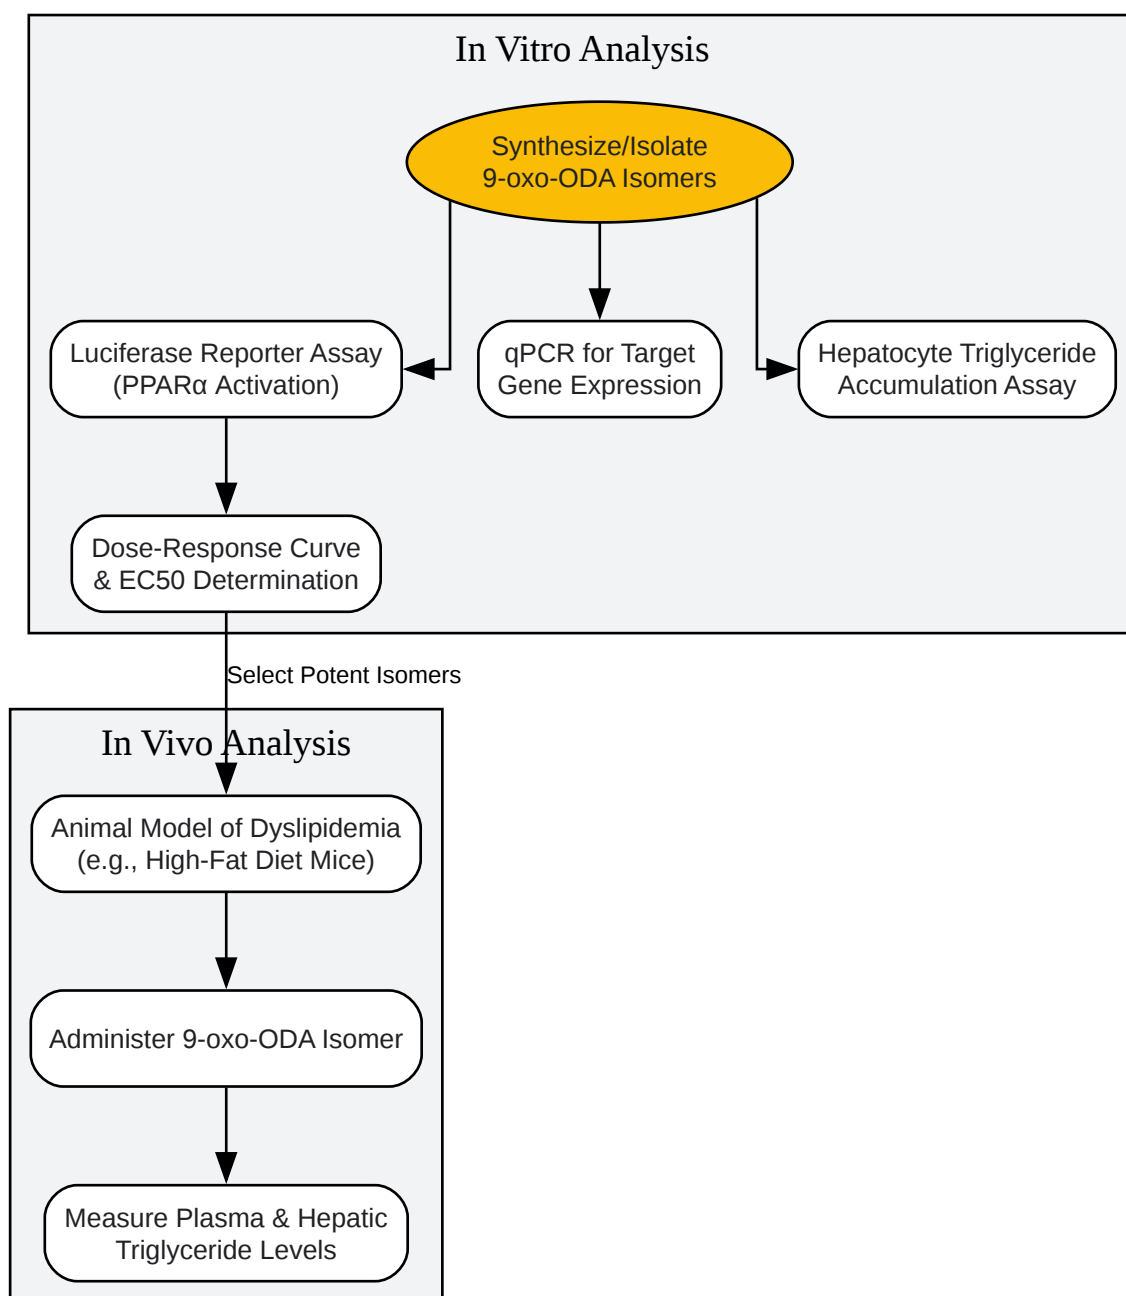 In Vitro Analysis
Synthesize/Isolate
9-oxo-ODA Isomers
Luciferase Reporter Assay
(PPARα Activation)
qPCR for Target
Gene Expression
Hepatocyte Triglyceride
Accumulation Assay
Dose-Response Curve
& EC50 Determination
Select Potent Isomers
In Vivo Analysis
Animal Model of Dyslipidemia
(e.g., High-Fat Diet Mice)
Administer 9-oxo-ODA Isomer
Measure Plasma & Hepatic
Triglyceride Levels